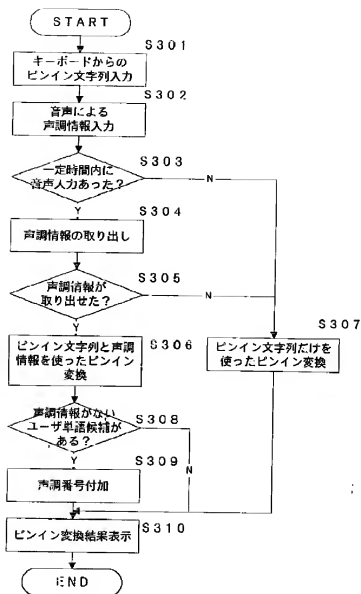 START
S301
キーボードからの
ピンイン文字列入力
S302
音声による
声調情報入力
S303
一定時間内に
音声入力あった?
N
Y
S304
声調情報の取り出し
S305
声調情報が
取り出せた?
N
Y
S306
ピンイン文字列と声調
情報を使ったピンイン
変換
S307
ピンイン文字列だけを
使ったピンイン変換
S308
声調情報がない
ユーザ単語候補が
ある?
N
Y
S309
声調番号付加
S310
ピンイン変換結果表示
END